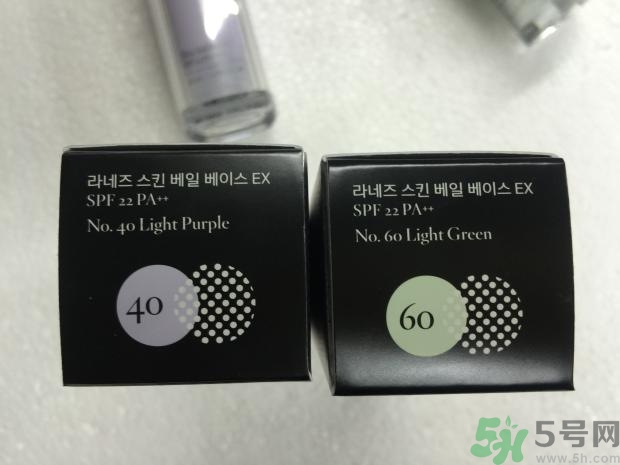 라네즈 스킨 베일 베이스 EX
SPF 22 PA++
No. 40 Light Purple
40
라네즈 스킨 베일 베이스 EX
SPF 22 PA++
No. 60 Light Green
60
5号网
www.5h.com